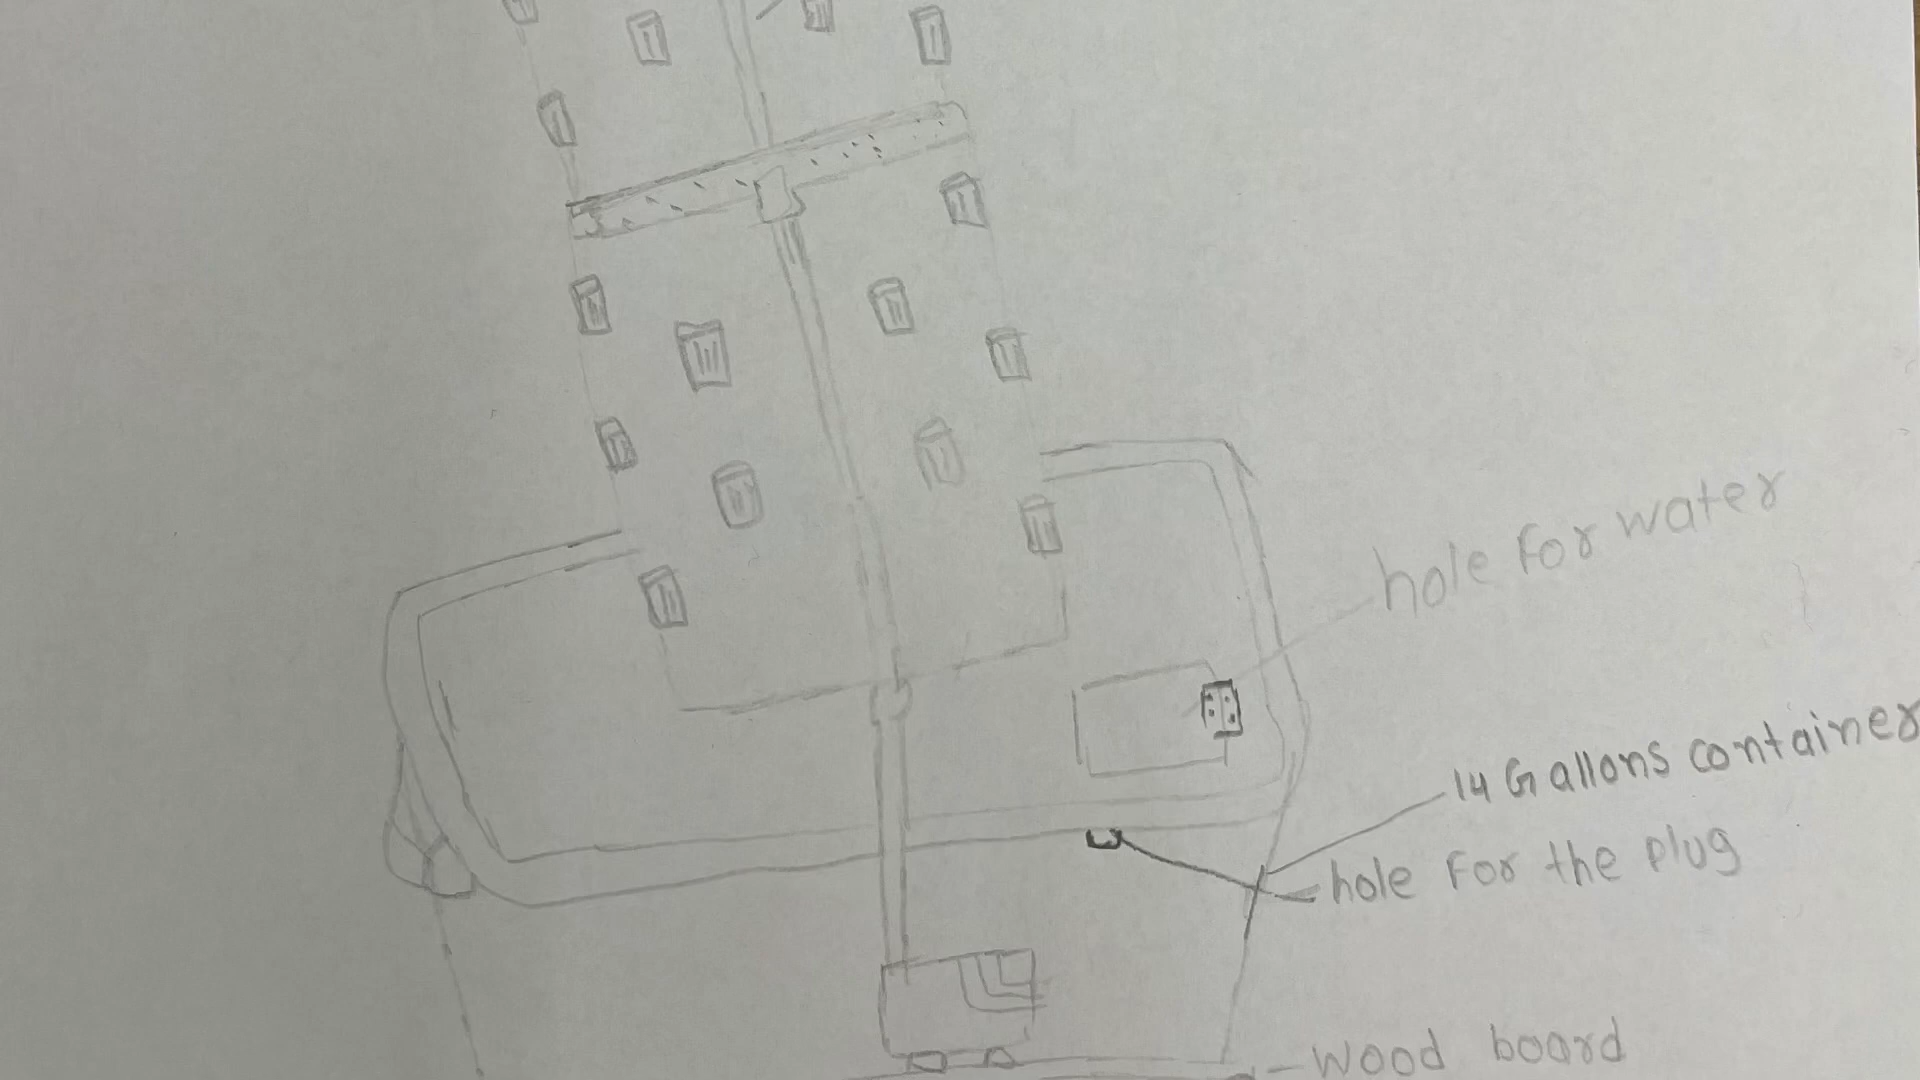 hole for water
14 Gallons container
hole for the plug
wood board